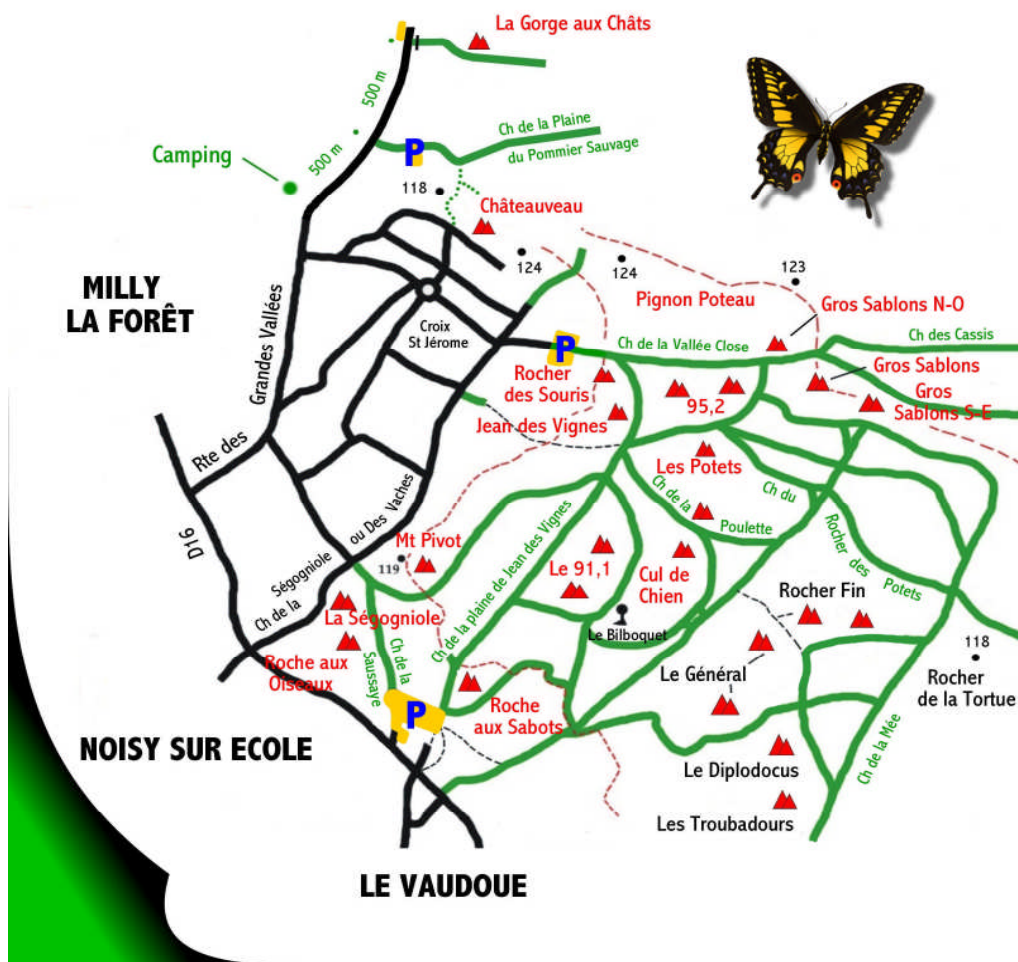 La Gorge aux Châts
500 m
Ch de la Plaine
du Pommier Sauvage
P
500 m
Camping
118
Châteauveau
124
124
123
MILLY
LA FORÊT
Pignon Poteau
Gros Sablons N-O
Grandes Vallées
Rte des
Croix
St Jérome
P
Ch de la Vallée Close
Ch des Cassis
Rocher
des Souris
95,2
Gros Sablons
Gros
Sablons S-E
Jean des Vignes
Les Potets
Ch de la
Poulette
Ch du
Rocher des
Potets
D16
Ch de la
Ségogniole
ou Des Vaches
119
Mt Pivot
Ch de la plaine de Jean des Vignes
Le 91,1
Cul de
Chien
Le Bilboquet
Rocher Fin
La Ségogniole
Roche aux
Oiseaux
Ch de la
Saussaye
Le Général
118
Rocher
de la Tortue
Roche
aux Sabots
P
NOISY SUR ECOLE
Le Diplodocus
Ch de la Mée
Les Troubadours
LE VAUDOUE